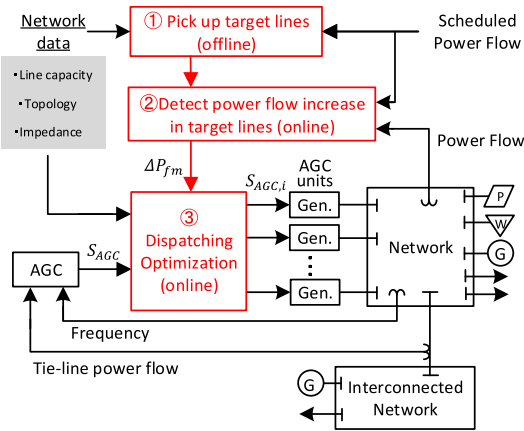 Network
data
① Pick up target lines
(offline)
Scheduled
Power Flow
▪Line capacity
▪Topology
▪Impedance
②Detect power flow increase
in target lines (online)
Power Flow
ΔP_fm
S_AGC,i
AGC
units
③
Dispatching
Optimization
(online)
Gen.
Gen.
Gen.
Network
P
W
G
S_AGC
AGC
Frequency
Tie-line power flow
G
Interconnected
Network